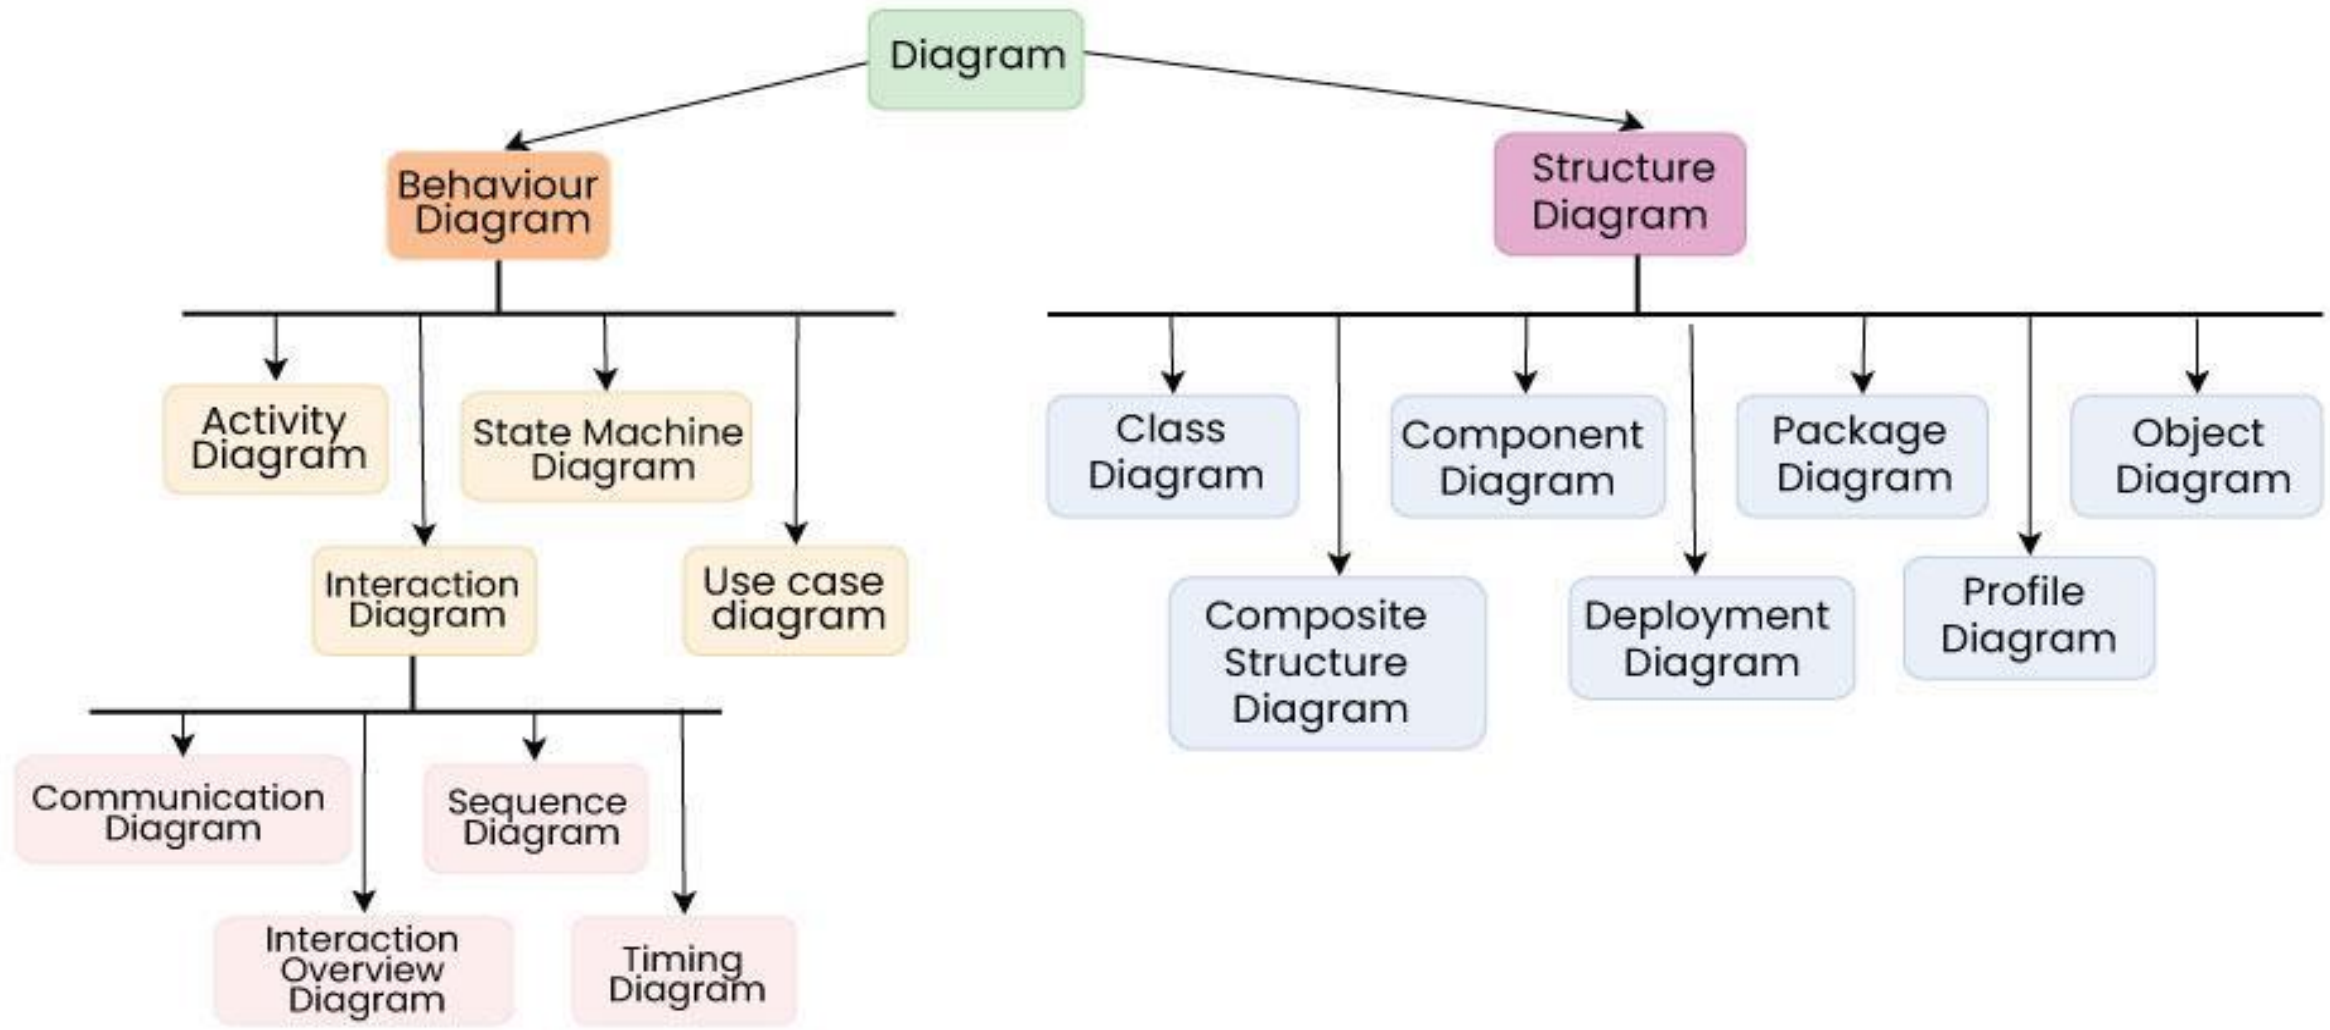 Diagram
Behaviour
Diagram
Structure
Diagram
Activity
Diagram
State Machine
Diagram
Interaction
Diagram
Use case
diagram
Class
Diagram
Component
Diagram
Package
Diagram
Object
Diagram
Composite
Structure
Diagram
Deployment
Diagram
Profile
Diagram
Communication
Diagram
Sequence
Diagram
Interaction
Overview
Diagram
Timing
Diagram